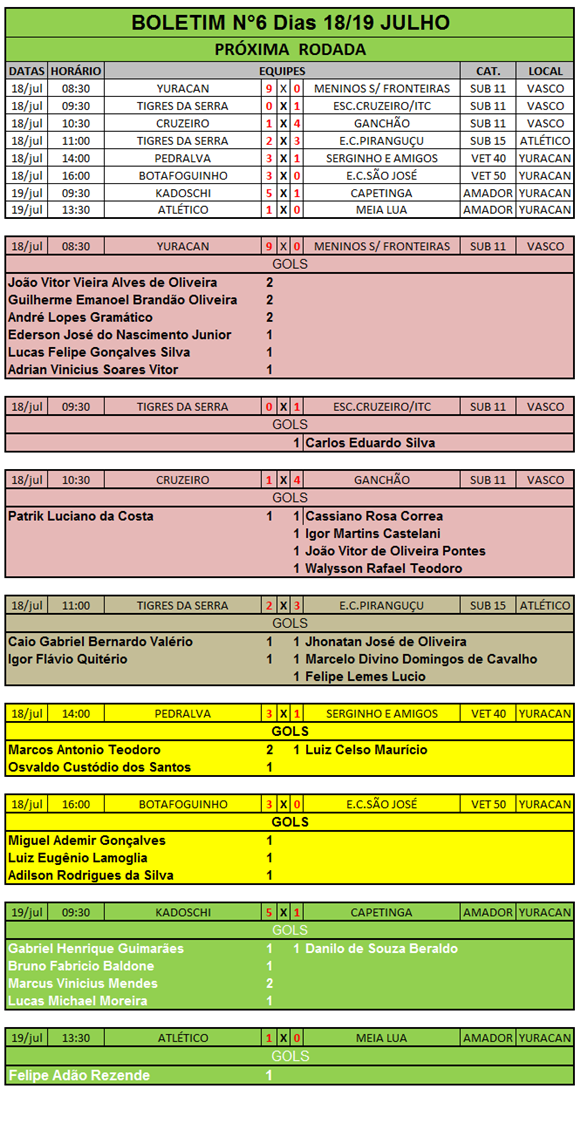 BOLETIM N°6 Dias 18/19 JULHO
PRÓXIMA RODADA
DATAS HORÁRIO EQUIPES CAT. LOCAL
18/jul 08:30 YURACAN 9 X 0 MENINOS S/ FRONTEIRAS SUB 11 VASCO
18/jul 09:30 TIGRES DA SERRA 0 X 1 ESC.CRUZEIRO/ITC SUB 11 VASCO
18/jul 10:30 CRUZEIRO 1 X 4 GANCHÃO SUB 11 VASCO
18/jul 11:00 TIGRES DA SERRA 2 X 3 E.C.PIRANGUÇU SUB 15 ATLÉTICO
18/jul 14:00 PEDRALVA 3 X 1 SERGINHO E AMIGOS VET 40 YURACAN
18/jul 16:00 BOTAFOGUINHO 3 X 0 E.C.SÃO JOSÉ VET 50 YURACAN
19/jul 09:30 KADOSCHI 5 X 1 CAPETINGA AMADOR YURACAN
19/jul 13:30 ATLÉTICO 1 X 0 MEIA LUA AMADOR YURACAN
18/jul 08:30 YURACAN 9 X 0 MENINOS S/ FRONTEIRAS SUB 11 VASCO
GOLS
João Vitor Vieira Alves de Oliveira 2
Guilherme Emanoel Brandão Oliveira 2
André Lopes Gramático 2
Ederson José do Nascimento Junior 1
Lucas Felipe Gonçalves Silva 1
Adrian Vinicius Soares Vitor 1
18/jul 09:30 TIGRES DA SERRA 0 X 1 ESC.CRUZEIRO/ITC SUB 11 VASCO
GOLS
1 Carlos Eduardo Silva
18/jul 10:30 CRUZEIRO 1 X 4 GANCHÃO SUB 11 VASCO
GOLS
Patrik Luciano da Costa 1 1 Cassiano Rosa Correa
1 Igor Martins Castelani
1 João Vitor de Oliveira Pontes
1 Walysson Rafael Teodoro
18/jul 11:00 TIGRES DA SERRA 2 X 3 E.C.PIRANGUÇU SUB 15 ATLÉTICO
GOLS
Caio Gabriel Bernardo Valério 1 1 Jhonatan José de Oliveira
Igor Flávio Quitério 1 1 Marcelo Divino Domingos de Cavalho
1 Felipe Lemes Lucio
18/jul 14:00 PEDRALVA 3 X 1 SERGINHO E AMIGOS VET 40 YURACAN
GOLS
Marcos Antonio Teodoro 2 1 Luiz Celso Maurício
Osvaldo Custódio dos Santos 1
18/jul 16:00 BOTAFOGUINHO 3 X 0 E.C.SÃO JOSÉ VET 50 YURACAN
GOLS
Miguel Ademir Gonçalves 1
Luiz Eugênio Lamoglia 1
Adilson Rodrigues da Silva 1
19/jul 09:30 KADOSCHI 5 X 1 CAPETINGA AMADOR YURACAN
GOLS
Gabriel Henrique Guimarães 1 1 Danilo de Souza Beraldo
Bruno Fabricio Baldone 1
Marcus Vinicius Mendes 2
Lucas Michael Moreira 1
19/jul 13:30 ATLÉTICO 1 X 0 MEIA LUA AMADOR YURACAN
GOLS
Felipe Adão Rezende 1